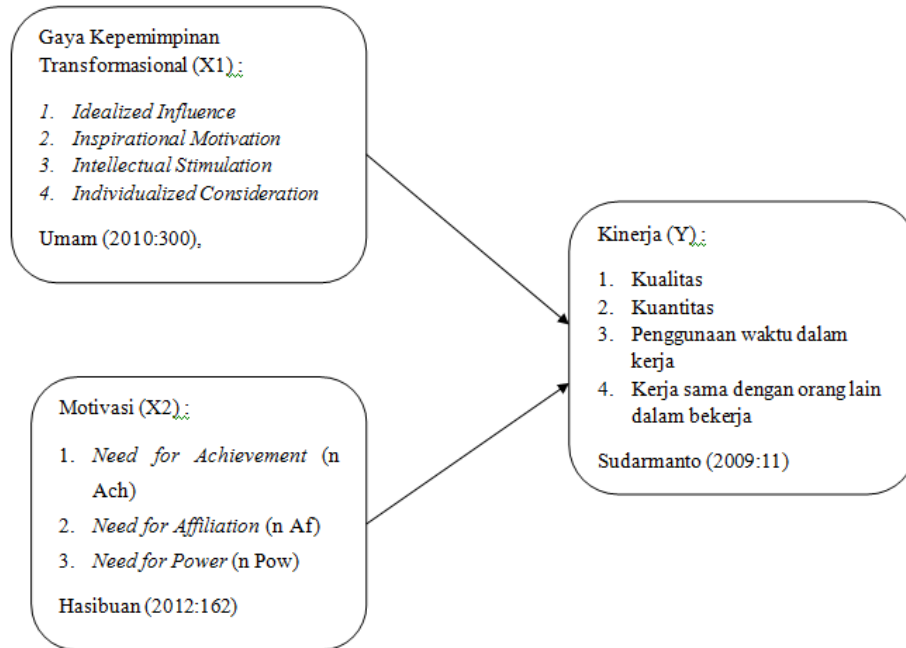 Gaya Kepemimpinan
Transformasional (X1) :
1. Idealized Influence
2. Inspirational Motivation
3. Intellectual Stimulation
4. Individualized Consideration
Umam (2010:300),
Kinerja (Y) :
1. Kualitas
2. Kuantitas
3. Penggunaan waktu dalam
kerja
4. Kerja sama dengan orang lain
dalam bekerja
Sudarmanto (2009:11)
Motivasi (X2) :
1. Need for Achievement (n
Ach)
2. Need for Affiliation (n Af)
3. Need for Power (n Pow)
Hasibuan (2012:162)